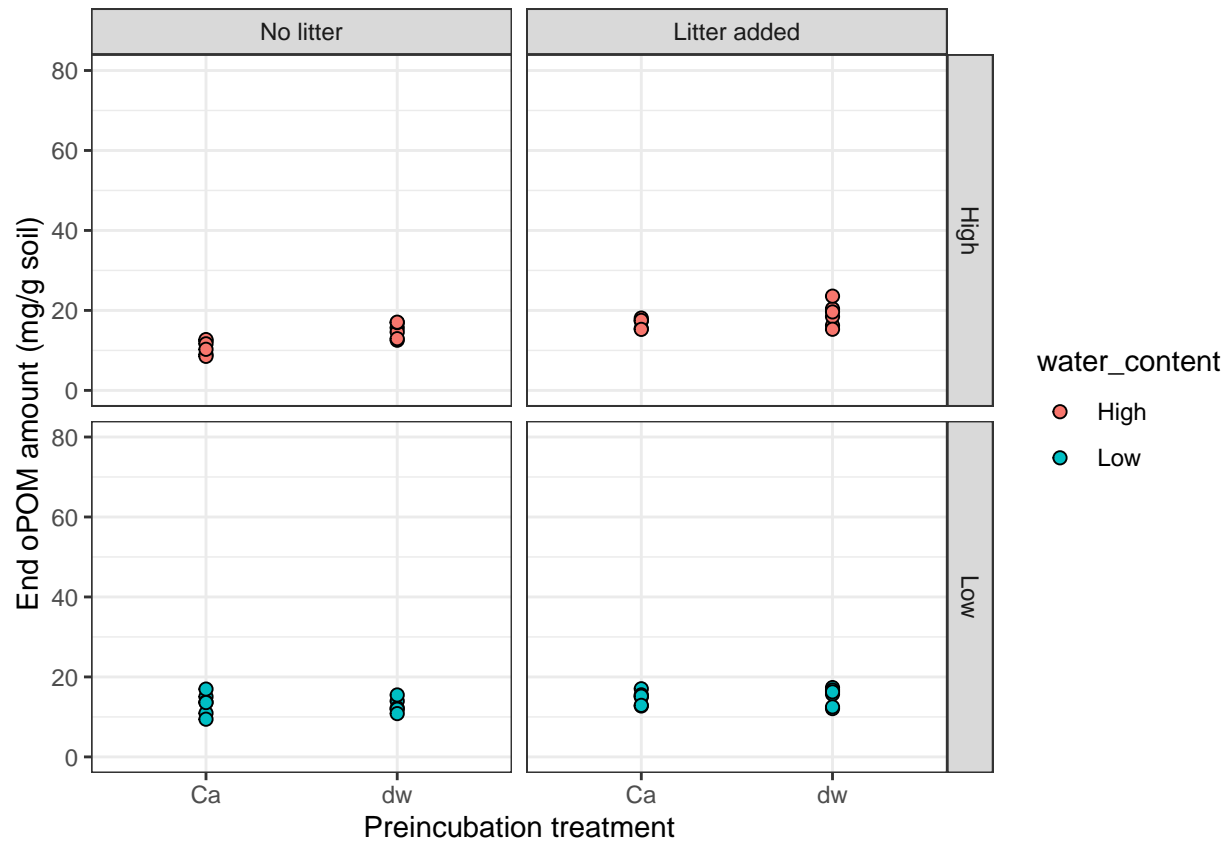 No litter
Litter added
80
60
40
20
0
High
80
60
40
20
0
Low
End oPOM amount (mg/g soil)
Ca
dw
Ca
dw
Preincubation treatment
water_content
High
Low